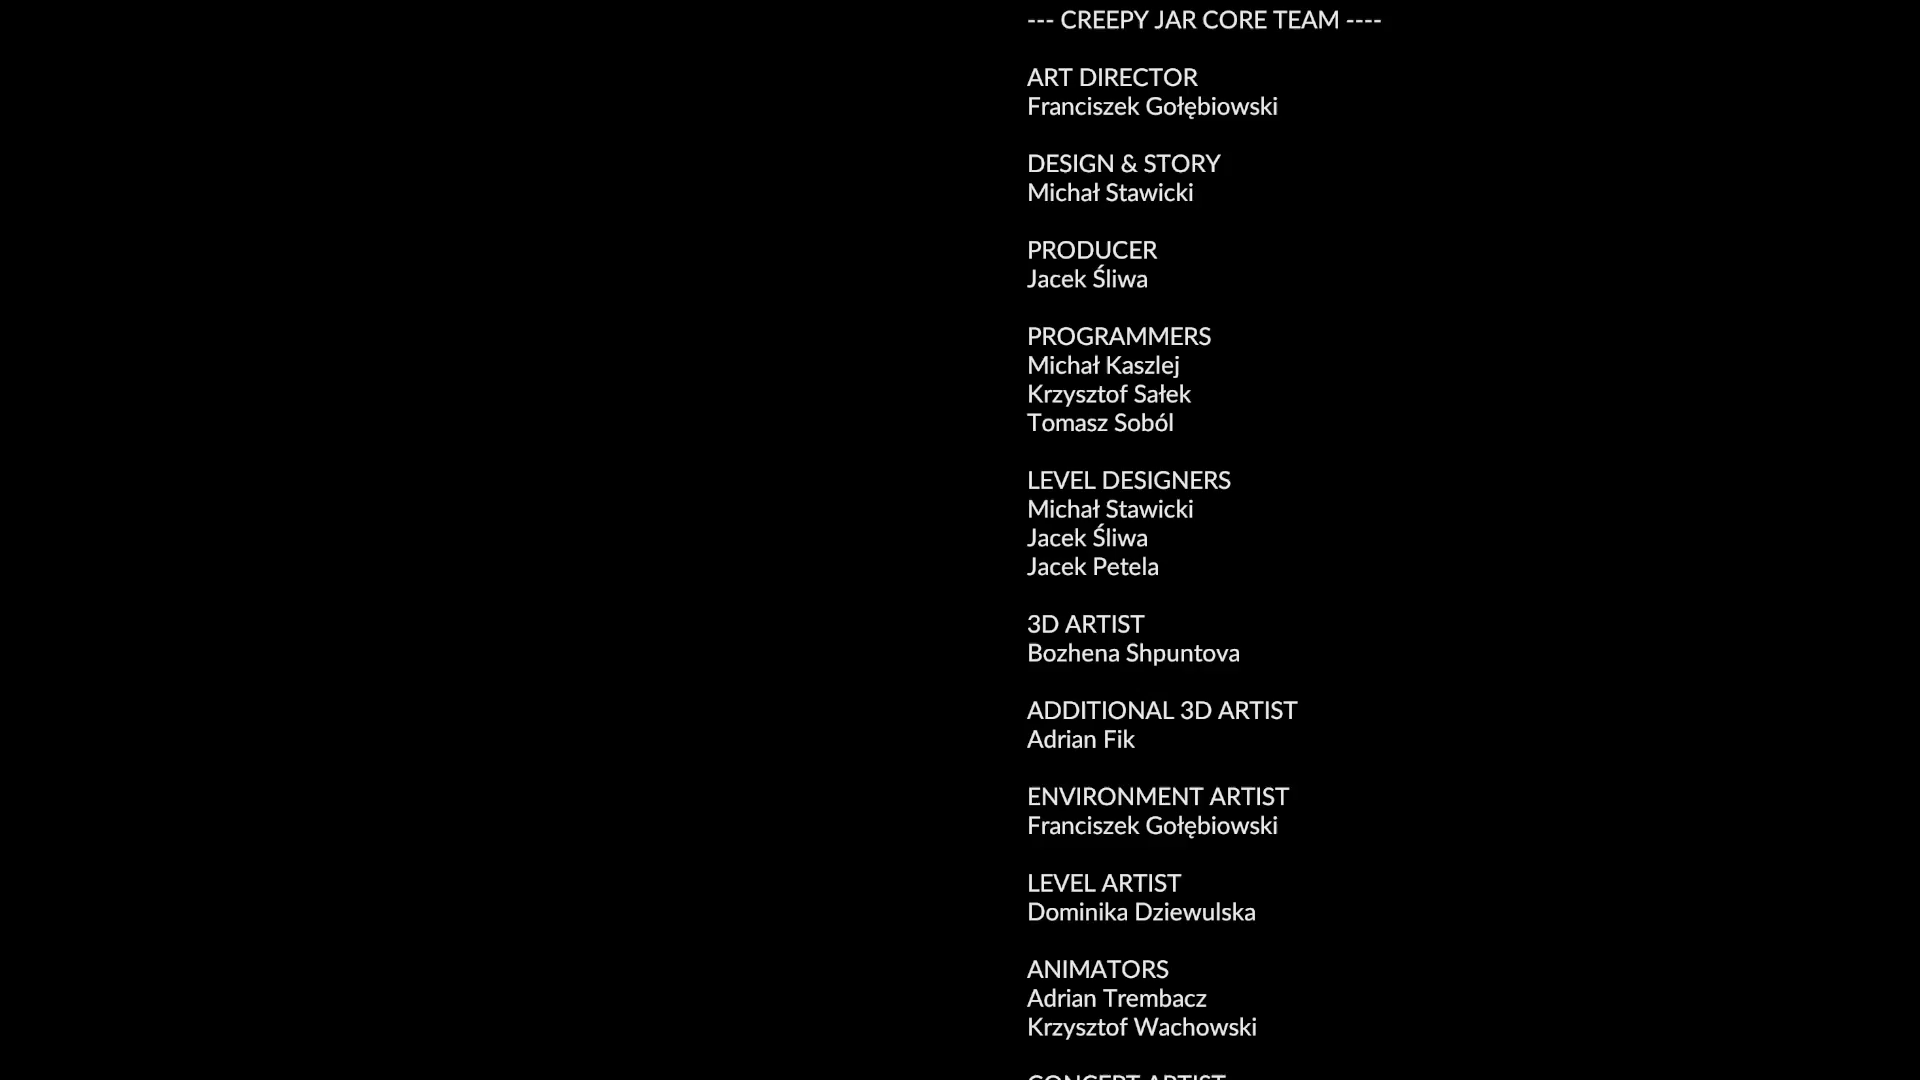 --- CREEPY JAR CORE TEAM ----
ART DIRECTOR
Franciszek Gołębiowski
DESIGN & STORY
Michał Stawicki
PRODUCER
Jacek Śliwa
PROGRAMMERS
Michał Kaszlej
Krzysztof Sałek
Tomasz Soból
LEVEL DESIGNERS
Michał Stawicki
Jacek Śliwa
Jacek Petela
3D ARTIST
Bozhena Shpuntova
ADDITIONAL 3D ARTIST
Adrian Fik
ENVIRONMENT ARTIST
Franciszek Gołębiowski
LEVEL ARTIST
Dominika Dziewulska
ANIMATORS
Adrian Trembacz
Krzysztof Wachowski
CONCEPT ARTIST